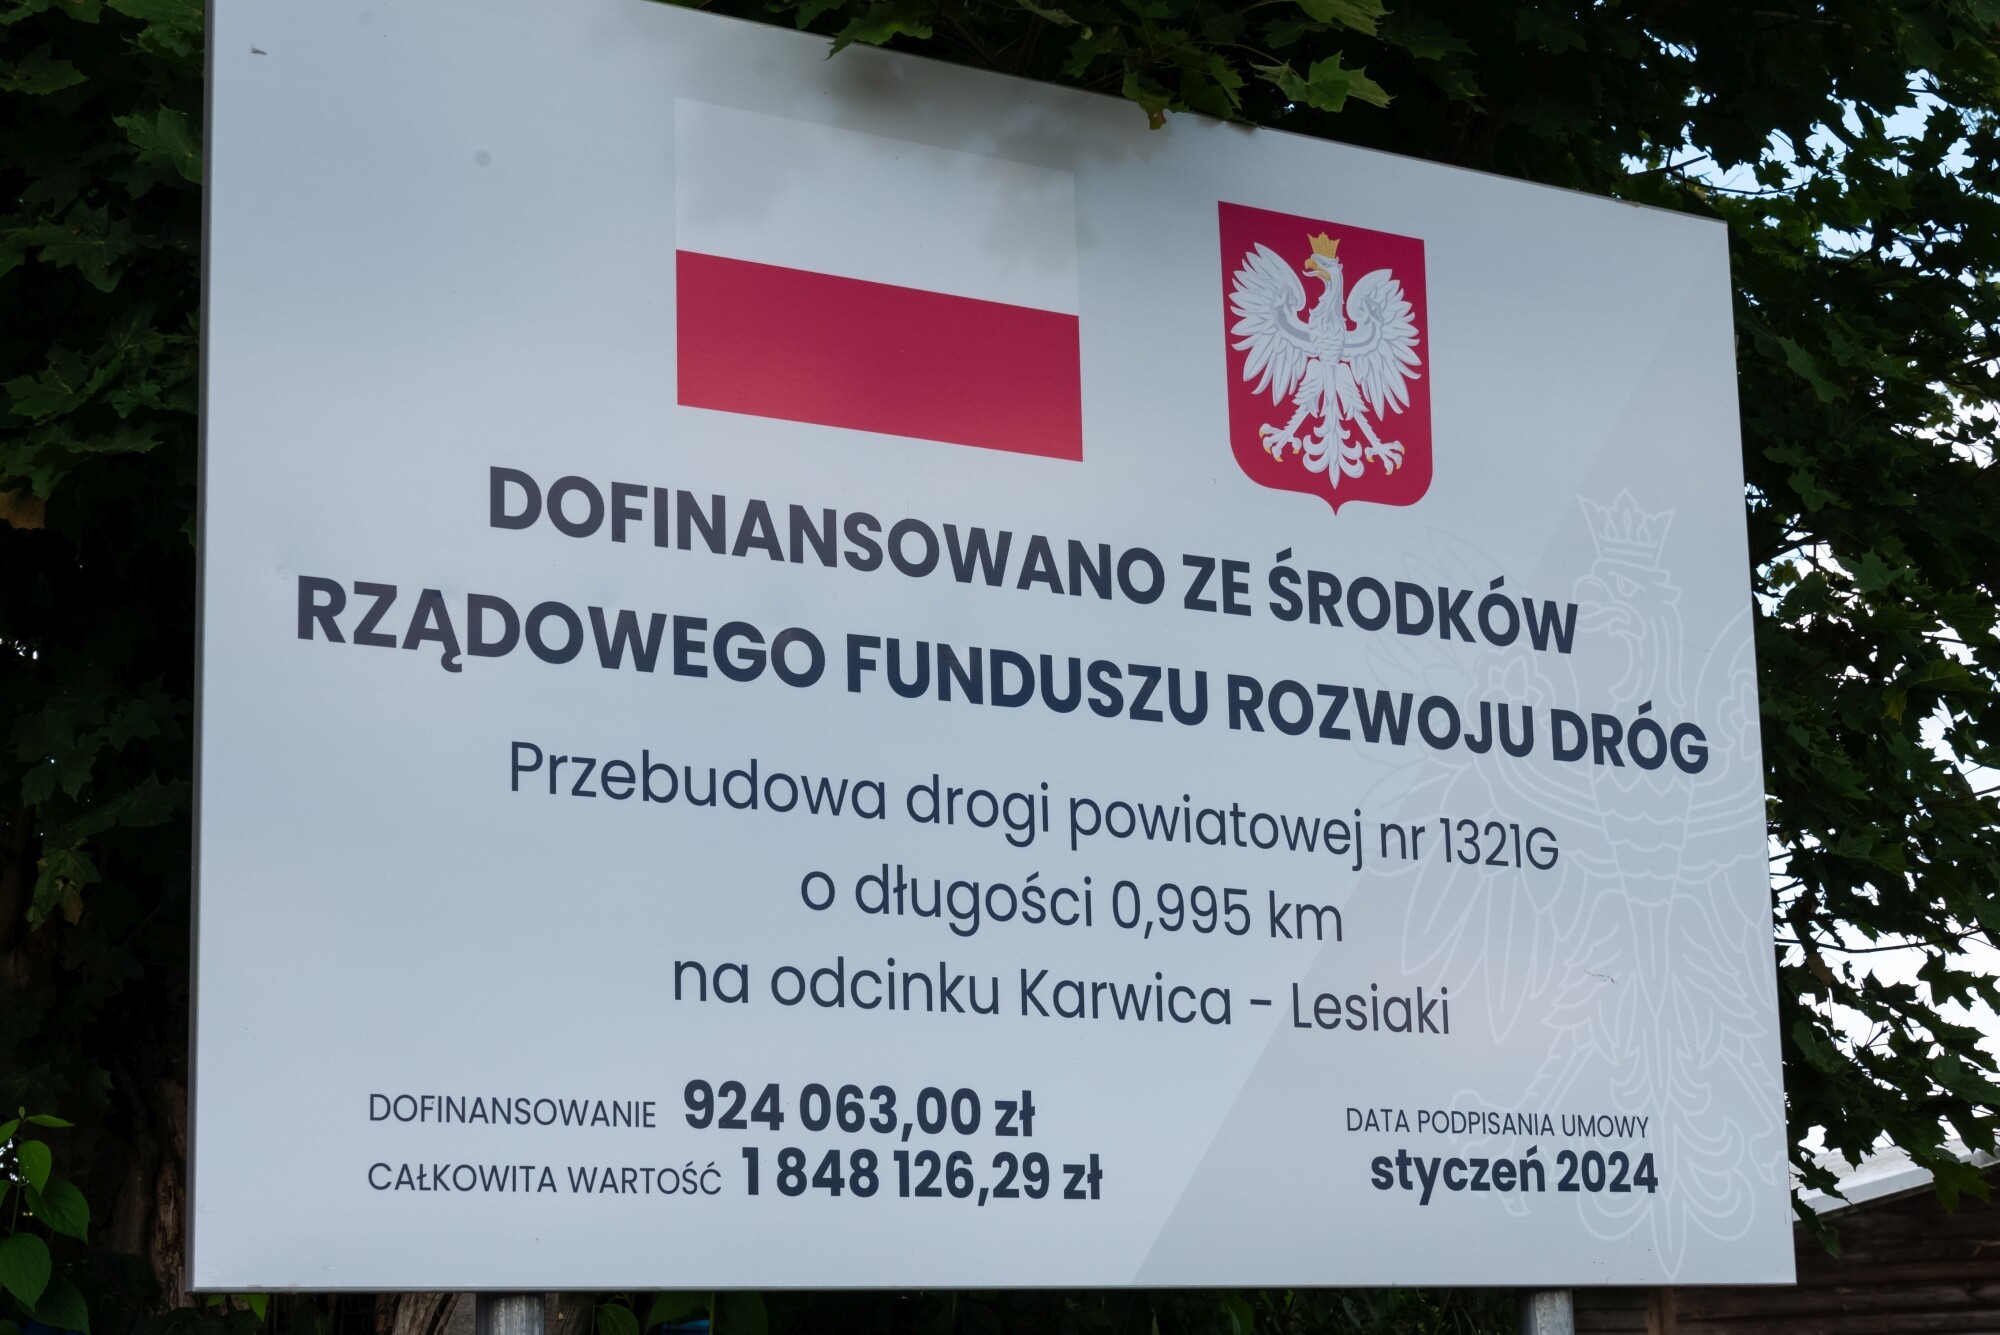 DOFINANSOWANO ZE ŚRODKÓW
RZĄDOWEGO FUNDUSZU ROZWOJU DRÓG
Przebudowa drogi powiatowej nr 1321G
o długości 0,995 km
na odcinku Karwica - Lesiaki
DOFINANSOWANIE 924 063,00 zł
CAŁKOWITA WARTOŚĆ 1 848 126,29 zł
DATA PODPISANIA UMOWY
styczeń 2024